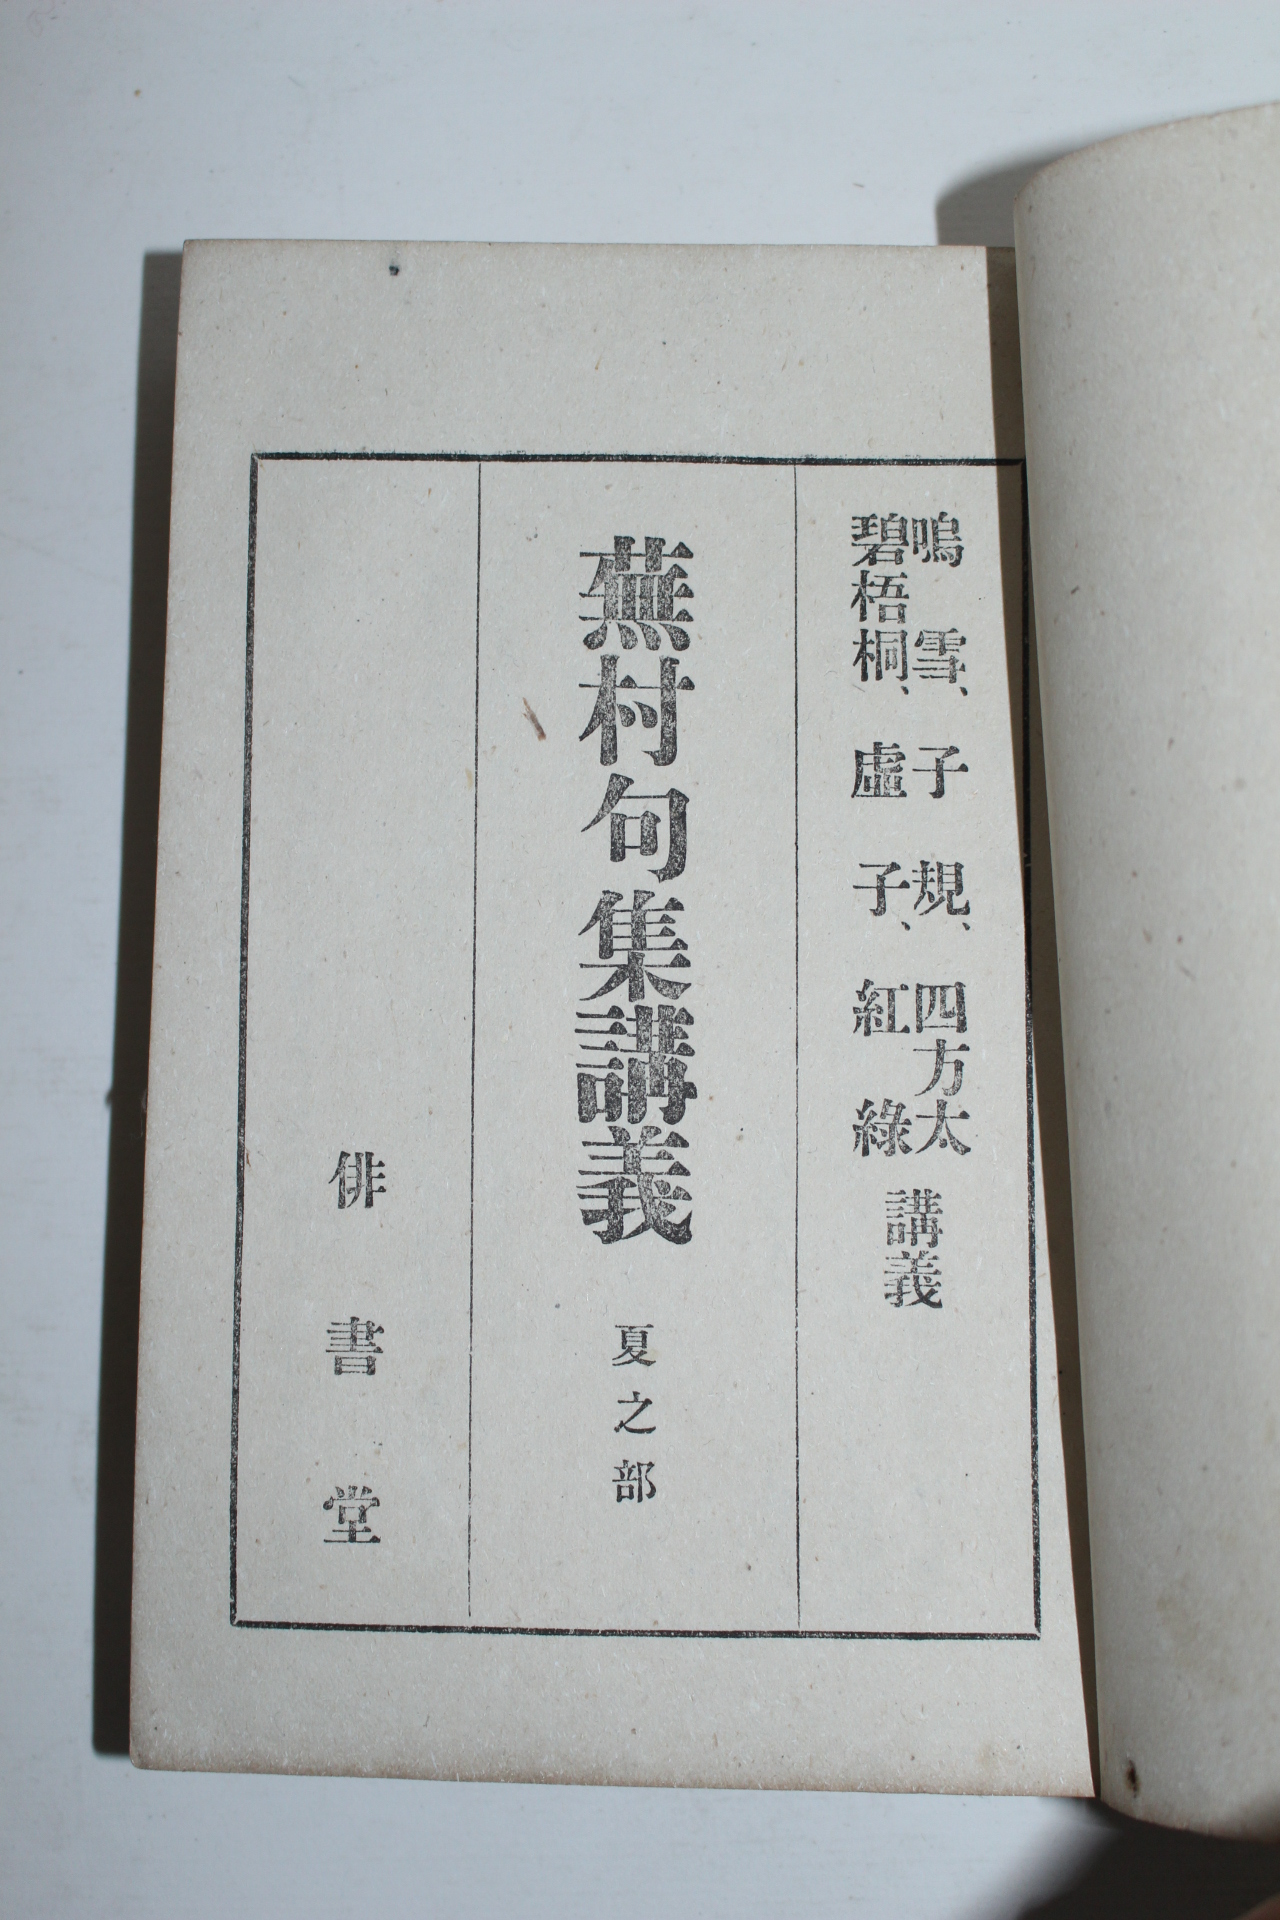 鳴雪、子規、四方太
碧梧桐、虛子、紅綠
講義
蕪村句集講義 夏之部
俳書堂